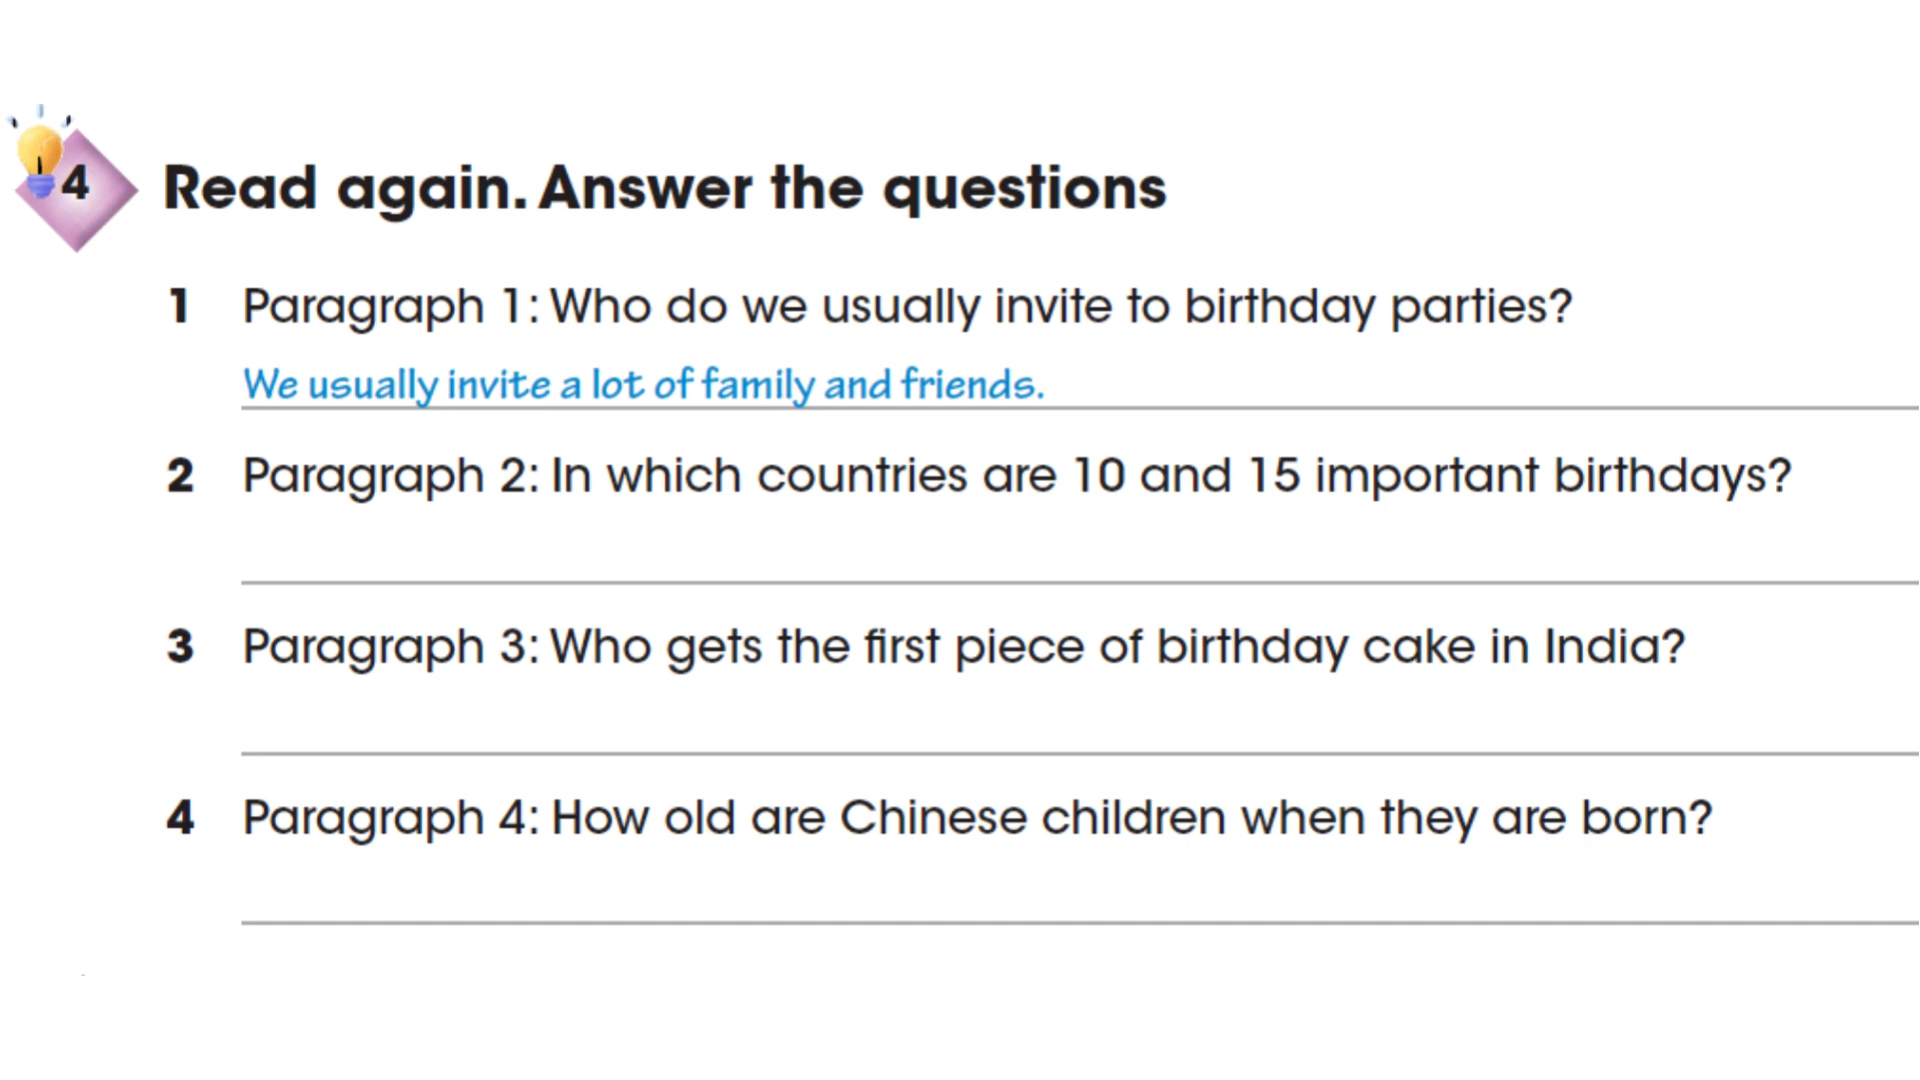 4 Read again. Answer the questions
1 Paragraph 1: Who do we usually invite to birthday parties?
We usually invite a lot of family and friends.
2 Paragraph 2: In which countries are 10 and 15 important birthdays?
3 Paragraph 3: Who gets the first piece of birthday cake in India?
4 Paragraph 4: How old are Chinese children when they are born?